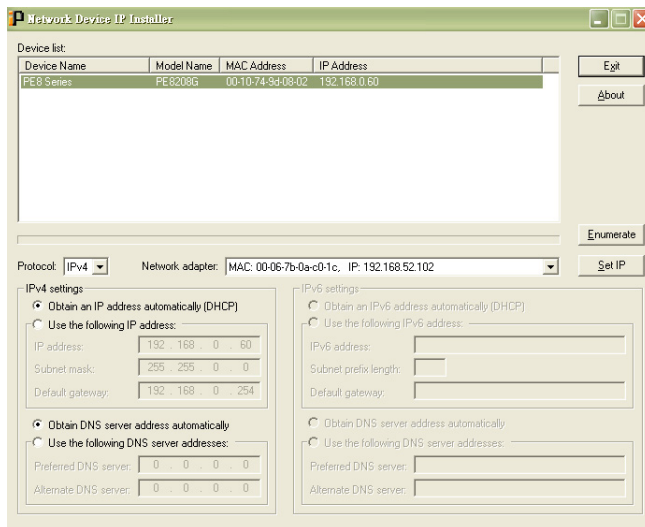 Network Device IP Installer
Device list:
Device Name Model Name MAC Address IP Address
PE8 Series PE8208G 00-10-74-9d-08-02 192.168.0.60
Exit
About
Enumerate
Protocol: IPv4 Network adapter: MAC: 00-06-7b-0a-c0-1c, IP: 192.168.52.102
Set IP
IPv4 settings
Obtain an IP address automatically (DHCP)
Use the following IP address:
IP address: 192 . 168 . 0 . 60
Subnet mask: 255 . 255 . 0 . 0
Default gateway: 192 . 168 . 0 . 254
Obtain DNS server address automatically
Use the following DNS server addresses:
Preferred DNS server: 0 . 0 . 0 . 0
Alternate DNS server: 0 . 0 . 0 . 0
IPv6 settings
Obtain an IPv6 address automatically (DHCP)
Use the following IPv6 address:
IPv6 address:
Subnet prefix length:
Default gateway:
Obtain DNS server address automatically
Use the following DNS server addresses:
Preferred DNS server:
Alternate DNS server: